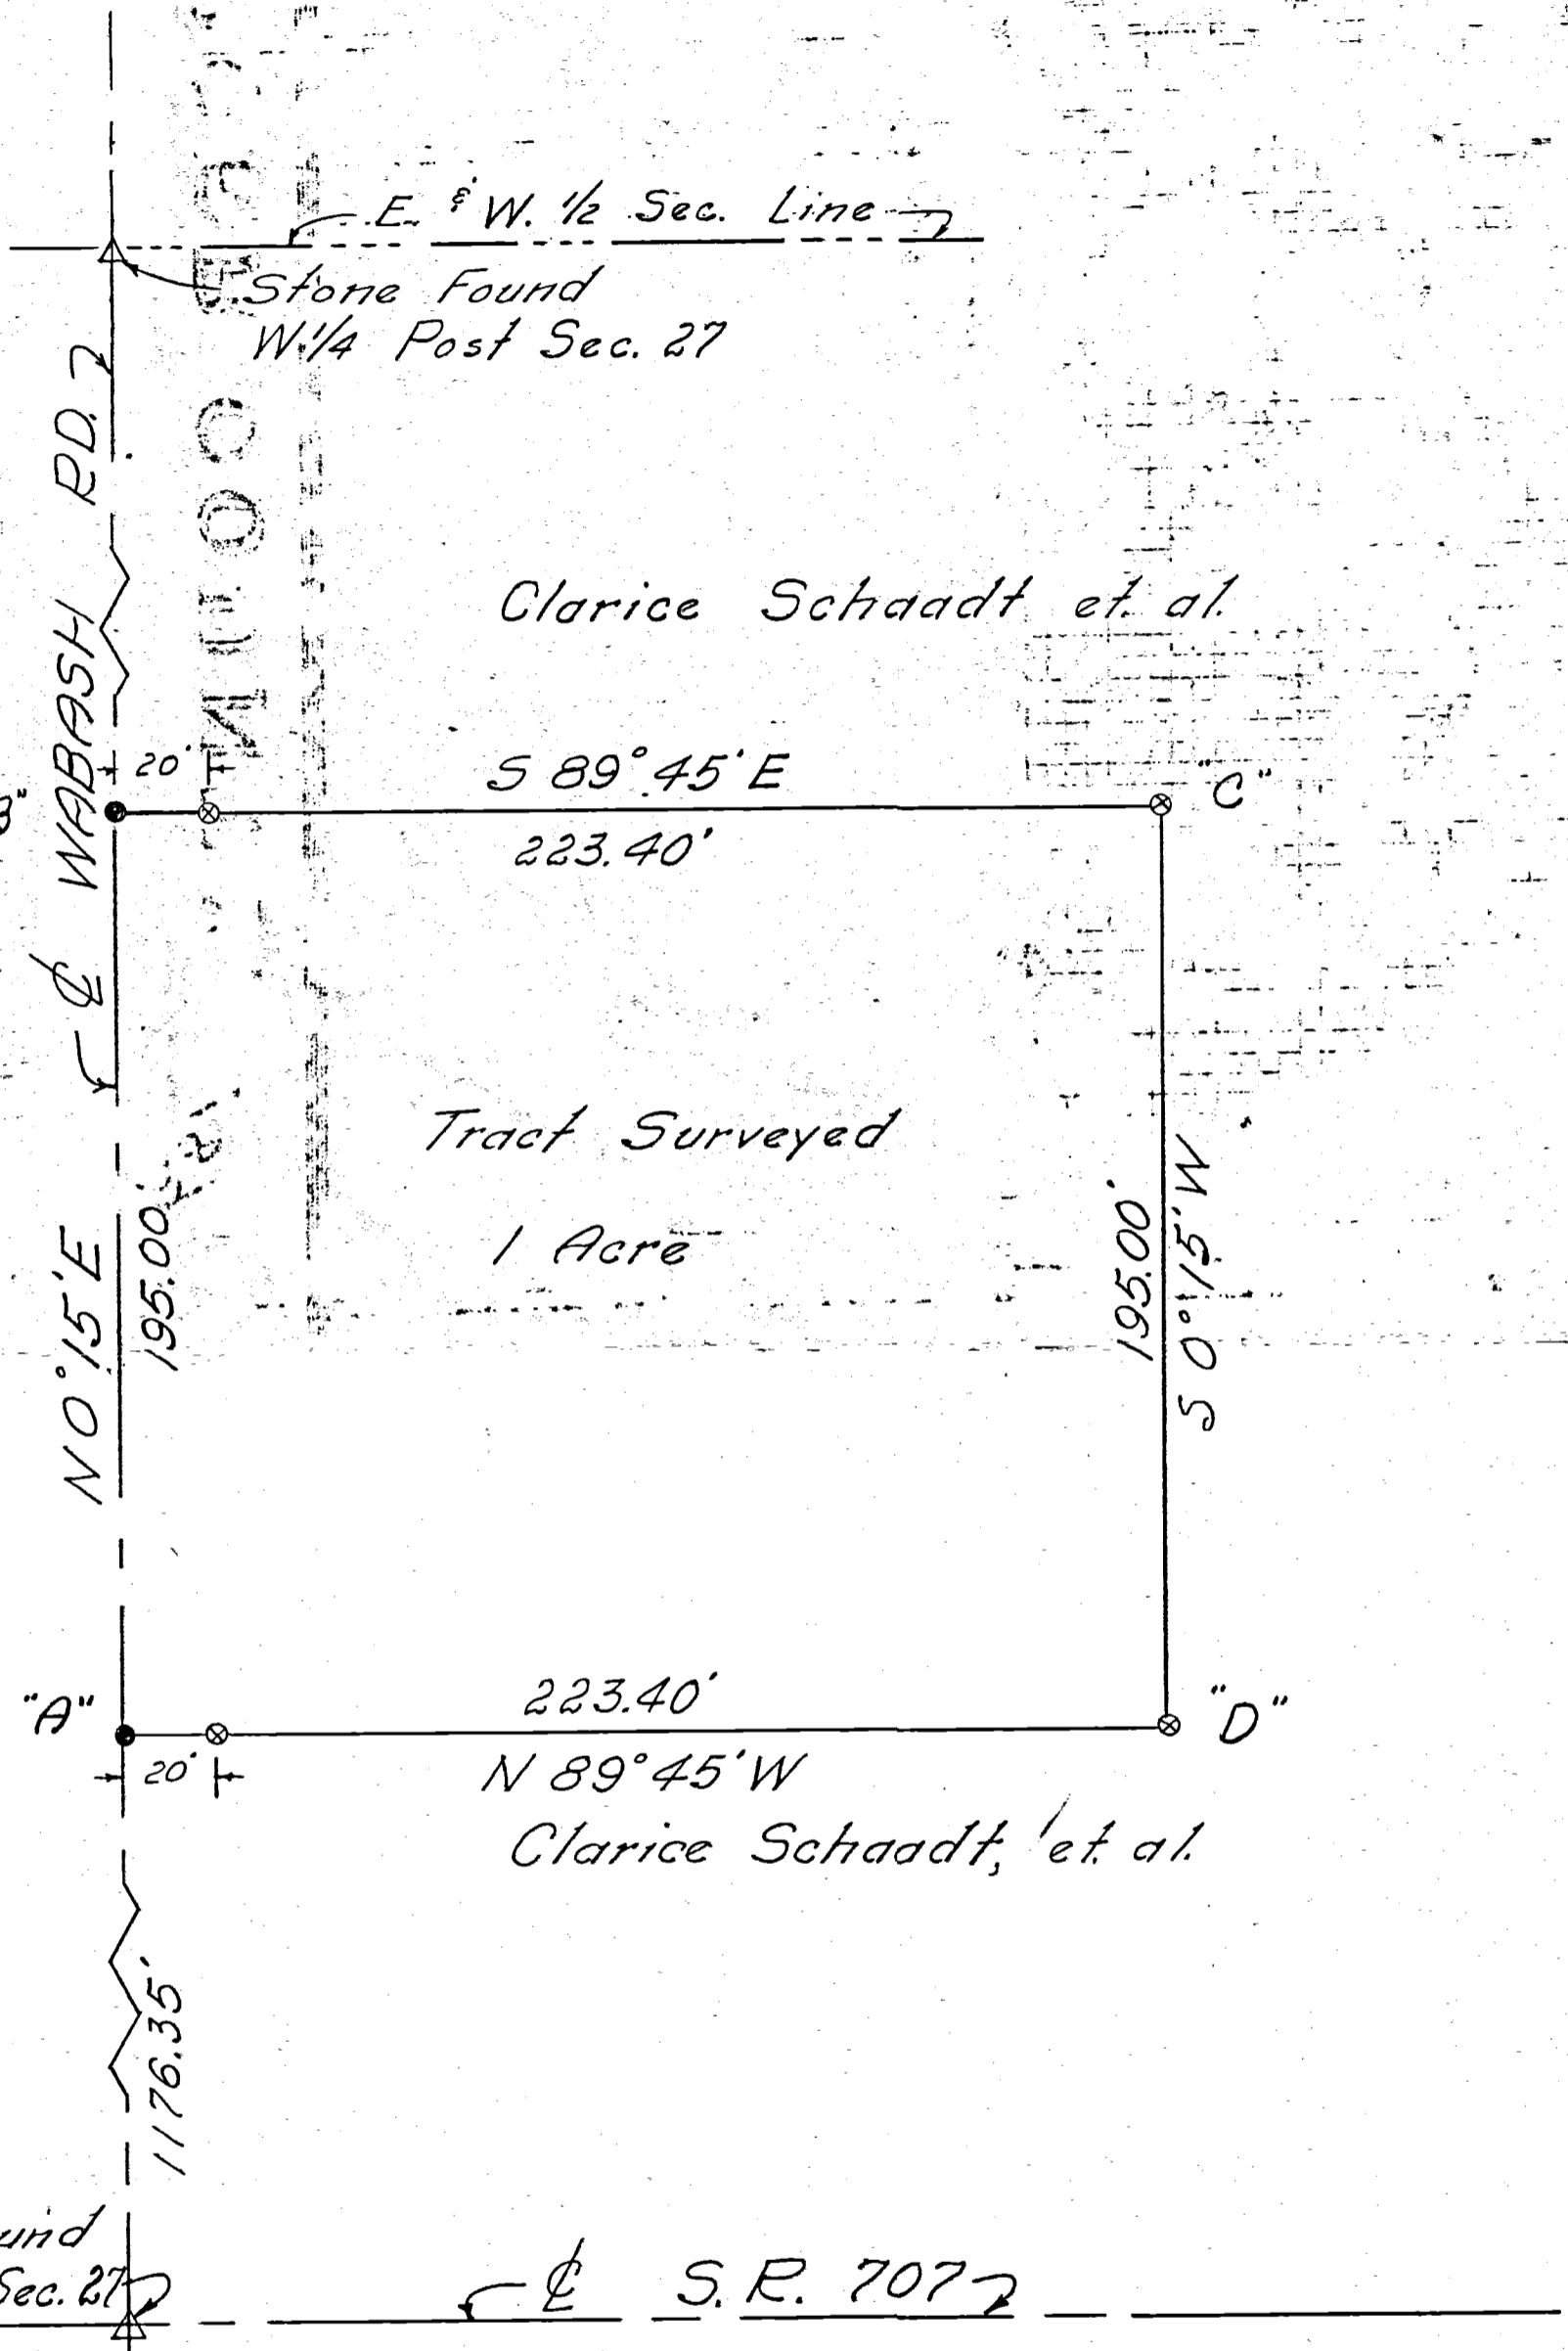 E. & W. 1/2 Sec. Line
Stone Found
W. 1/4 Post Sec. 27
℄ WABASH RD.
Clarice Schaadt et. al.
20'
S 89° 45' E
"C"
223.40'
Tract Surveyed
1 Acre
N 0° 15' E
195.00'
195.00'
S 0° 15' W
"A"
223.40'
"D"
20'
N 89° 45' W
Clarice Schaadt, et. al.
1176.35'
Sec. 27
℄ S.R. 707